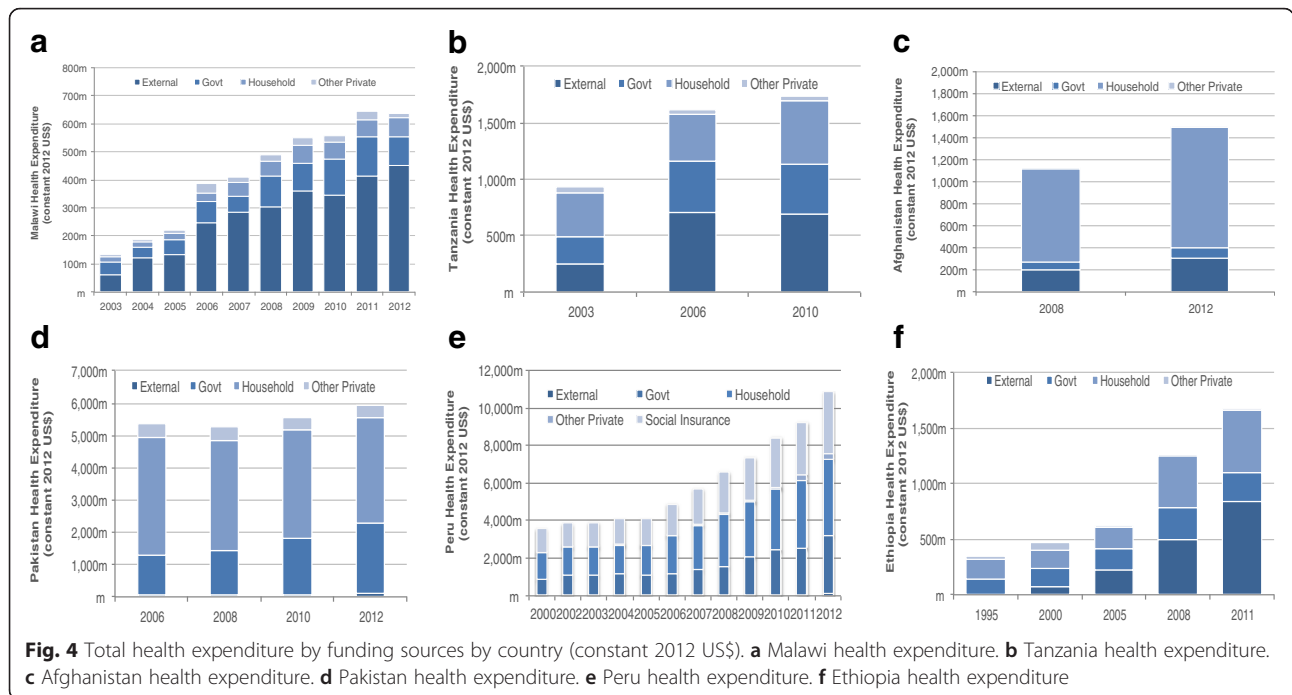 a
Malawi Health Expenditure
(constant 2012 US$)
800m
700m
600m
500m
400m
300m
200m
100m
m
External Govt Household Other Private
2003 2004 2005 2006 2007 2008 2009 2010 2011 2012
b
Tanzania Health Expenditure
(constant 2012 US$)
2,000m
1,500m
1,000m
500m
m
External Govt Household Other Private
2003 2006 2010
c
Afghanistan Health Expenditure
(constant 2012 US$)
2,000m
1,800m
1,600m
1,400m
1,200m
1,000m
800m
600m
400m
200m
m
External Govt Household Other Private
2008 2012
d
Pakistan Health Expenditure
(constant 2012 US$)
7,000m
6,000m
5,000m
4,000m
3,000m
2,000m
1,000m
m
External Govt Household Other Private
2006 2008 2010 2012
e
Peru Health Expenditure
(constant 2012 US$)
12,000m
10,000m
8,000m
6,000m
4,000m
2,000m
m
External Govt Household
Other Private Social Insurance
2000 2002 2003 2004 2005 2006 2007 2008 2009 2010 2011 2012
f
Ethiopia Health Expenditure
(constant 2012 US$)
2,000m
1,500m
1,000m
500m
m
External Govt Household Other Private
1995 2000 2005 2008 2011
Fig. 4 Total health expenditure by funding sources by country (constant 2012 US$). a Malawi health expenditure. b Tanzania health expenditure.
c Afghanistan health expenditure. d Pakistan health expenditure. e Peru health expenditure. f Ethiopia health expenditure